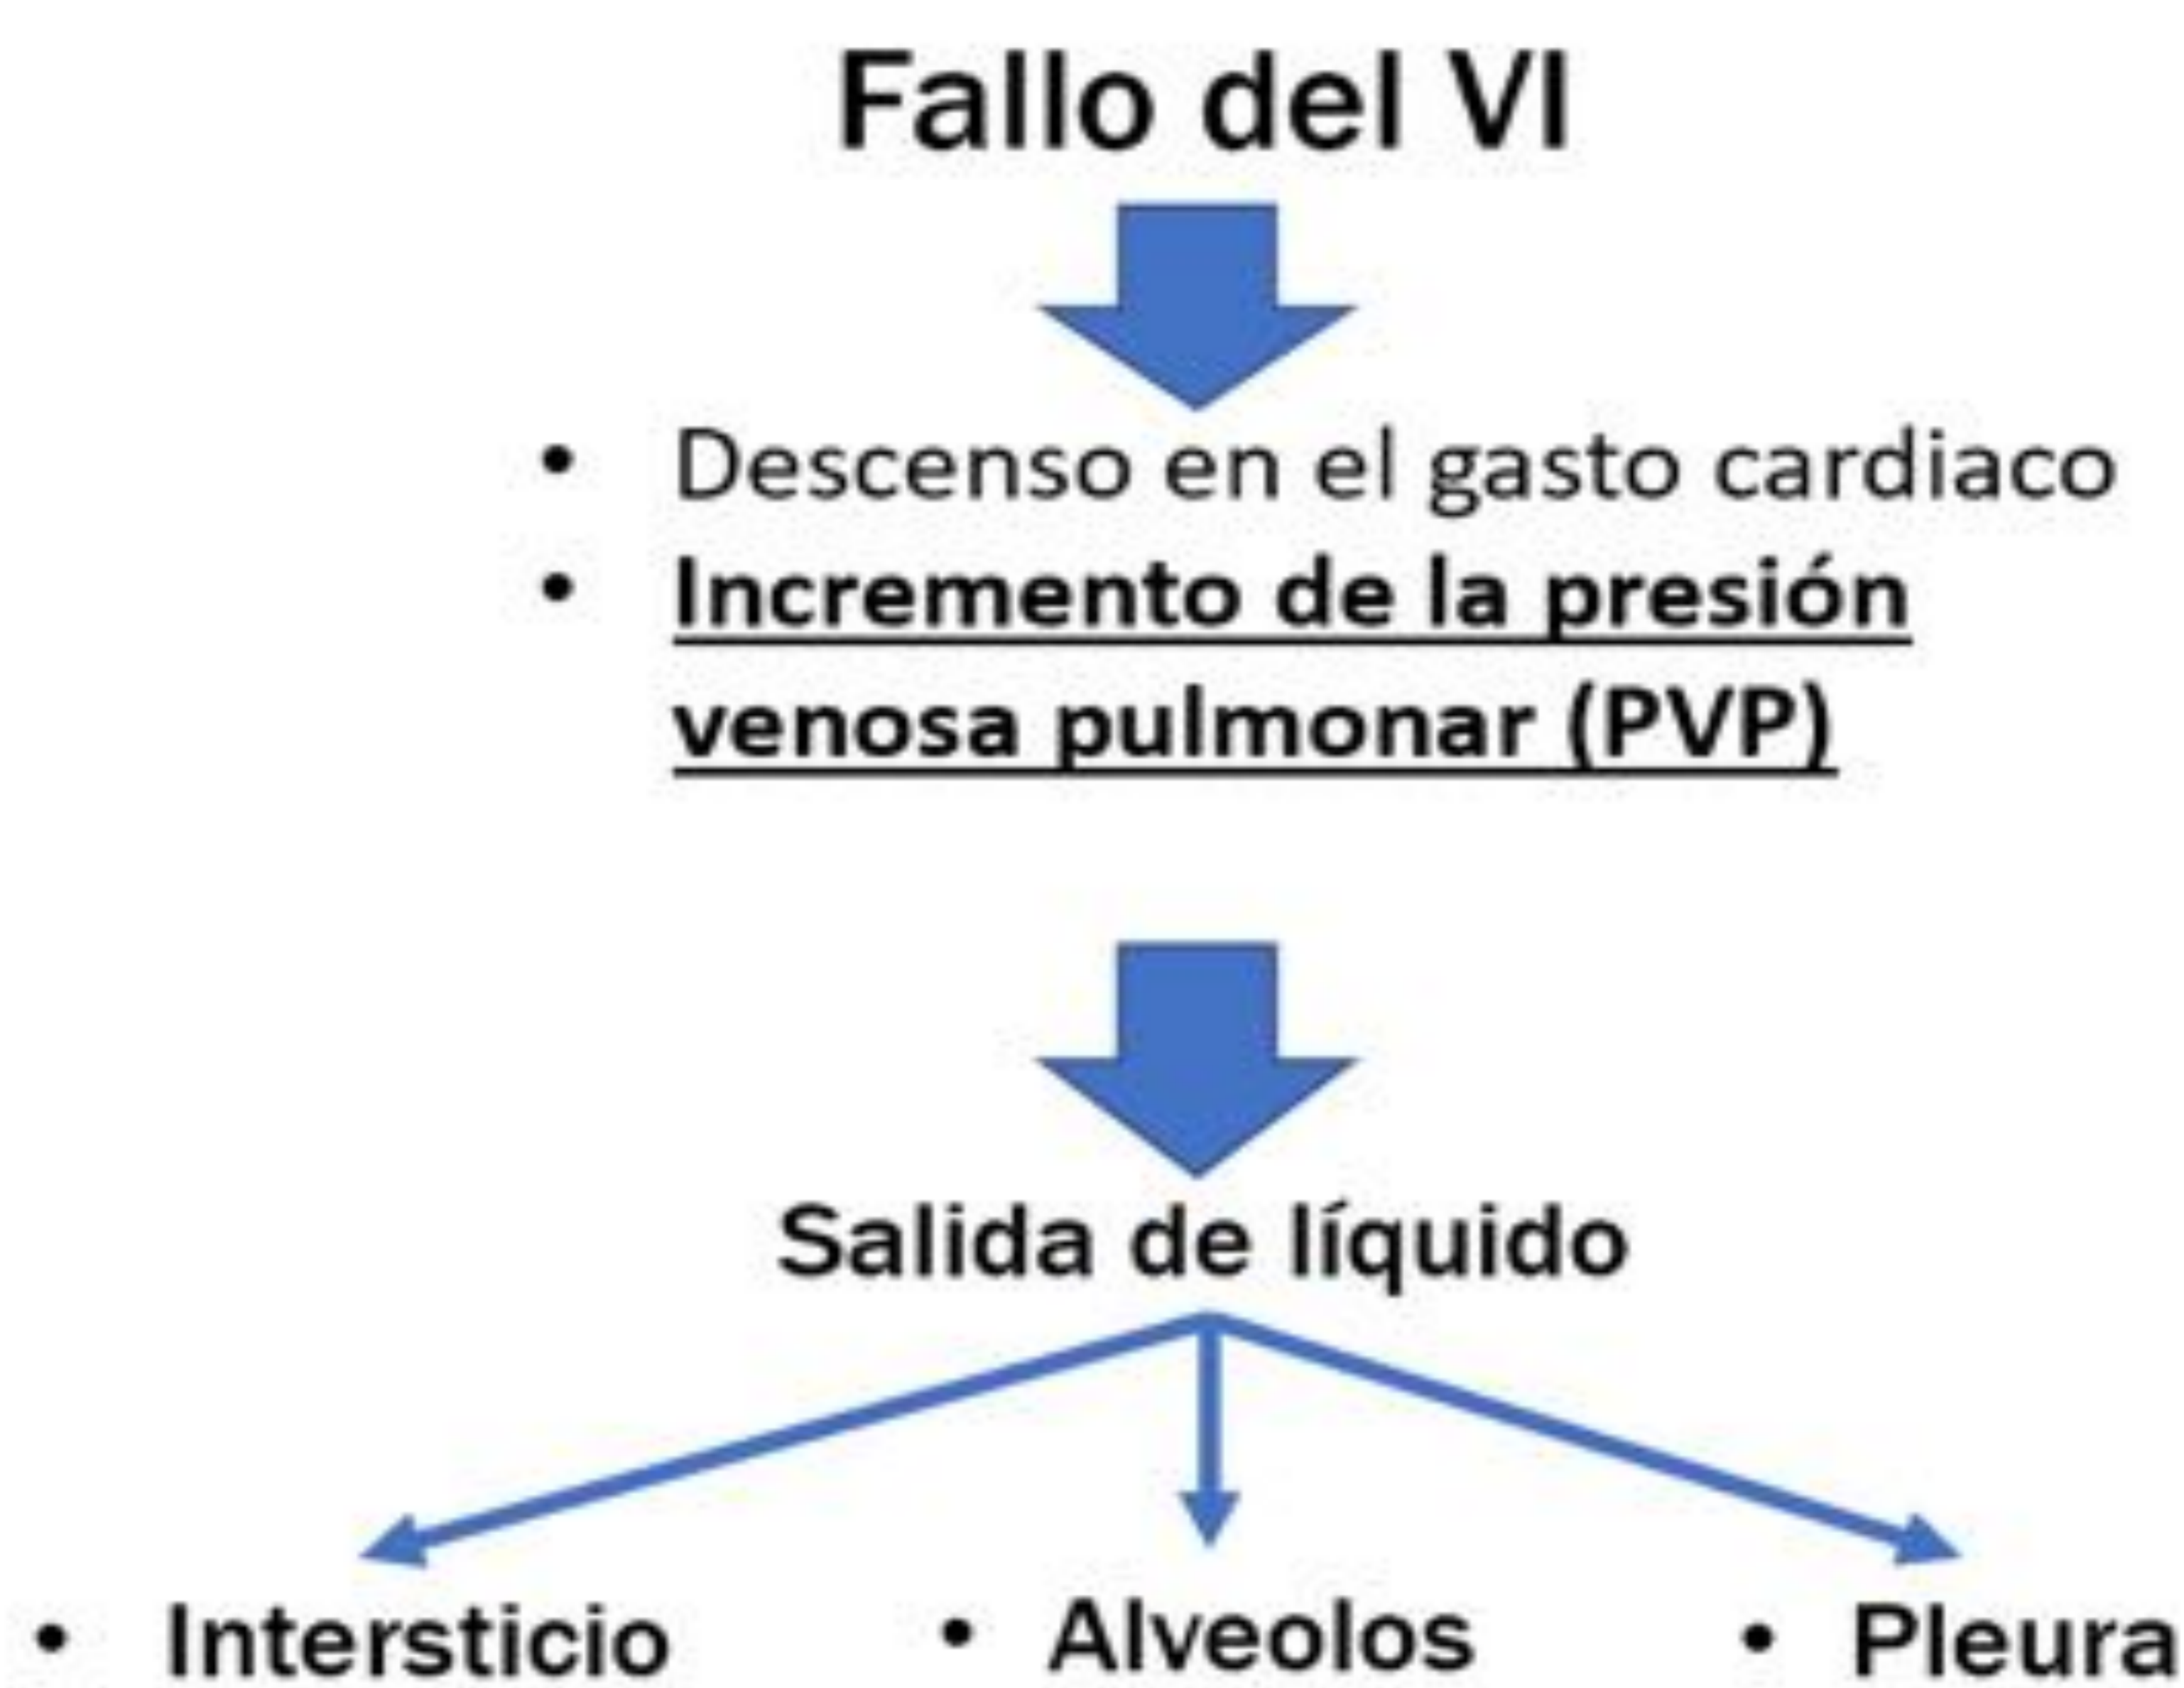 Fallo del VI
• Descenso en el gasto cardiaco
• Incremento de la presión
venosa pulmonar (PVP)
Salida de líquido
• Intersticio
• Alveolos
• Pleura